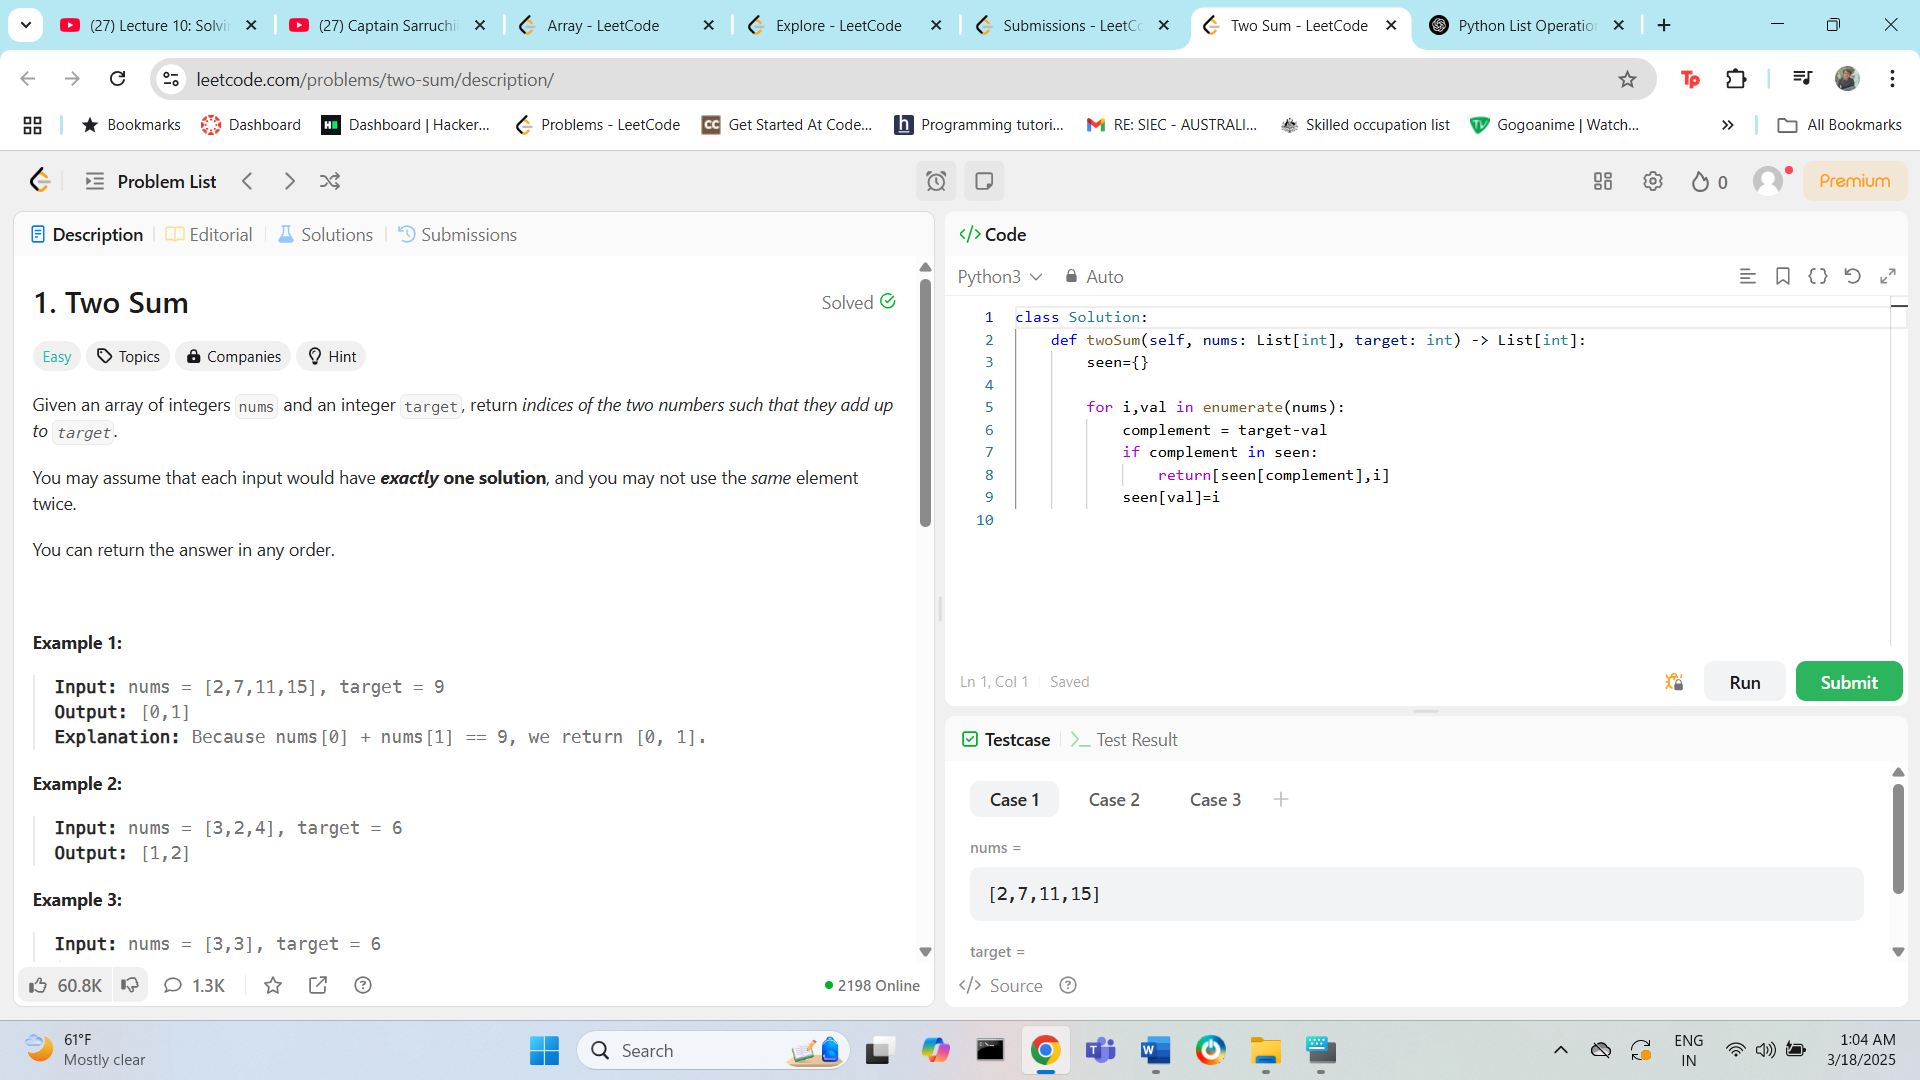 (27) Lecture 10: Solvi
(27) Captain Sarruchi
Array - LeetCode
Explore - LeetCode
Submissions - LeetCo
Two Sum - LeetCode
Python List Operatio
leetcode.com/problems/two-sum/description/
Tp
Bookmarks
Dashboard
Dashboard | Hacker...
Problems - LeetCode
CC Get Started At Code...
h Programming tutori...
RE: SIEC - AUSTRALI...
Skilled occupation list
Gogoanime | Watch...
All Bookmarks
Problem List
0
Premium
Description
Editorial
Solutions
Submissions
1. Two Sum
Solved
Easy
Topics
Companies
Hint
Given an array of integers nums and an integer target, return indices of the two numbers such that they add up
to target.
You may assume that each input would have exactly one solution, and you may not use the same element
twice.
You can return the answer in any order.
Example 1:
Input: nums = [2,7,11,15], target = 9
Output: [0,1]
Explanation: Because nums[0] + nums[1] == 9, we return [0, 1].
Example 2:
Input: nums = [3,2,4], target = 6
Output: [1,2]
Example 3:
Input: nums = [3,3], target = 6
60.8K
1.3K
2198 Online
</> Code
Python3
Auto
1 class Solution:
2 def twoSum(self, nums: List[int], target: int) -> List[int]:
3 seen={}
4
5 for i,val in enumerate(nums):
6 complement = target-val
7 if complement in seen:
8 return[seen[complement],i]
9 seen[val]=i
10
Ln 1, Col 1
Saved
Run
Submit
Testcase
Test Result
Case 1
Case 2
Case 3
nums =
[2,7,11,15]
target =
</> Source
61°F
Mostly clear
Search
ENG
IN
1:04 AM
3/18/2025